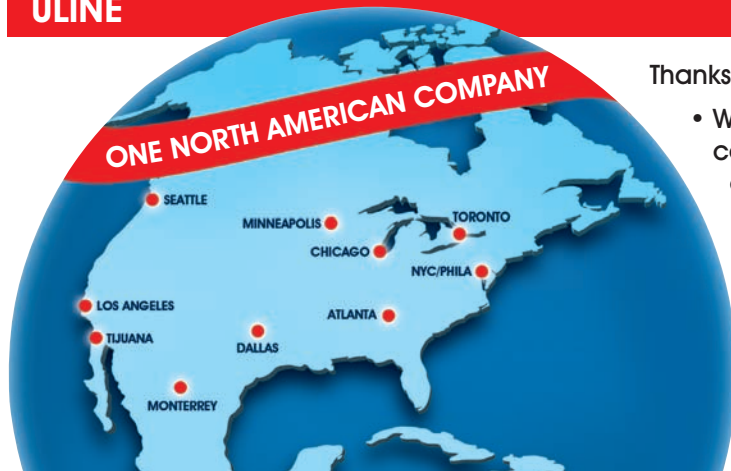 ULINE
ONE NORTH AMERICAN COMPANY
Thanks
• W
SEATTLE
MINNEAPOLIS
TORONTO
CHICAGO
NYC/PHILA
LOS ANGELES
ATLANTA
TIJUANA
DALLAS
MONTERREY